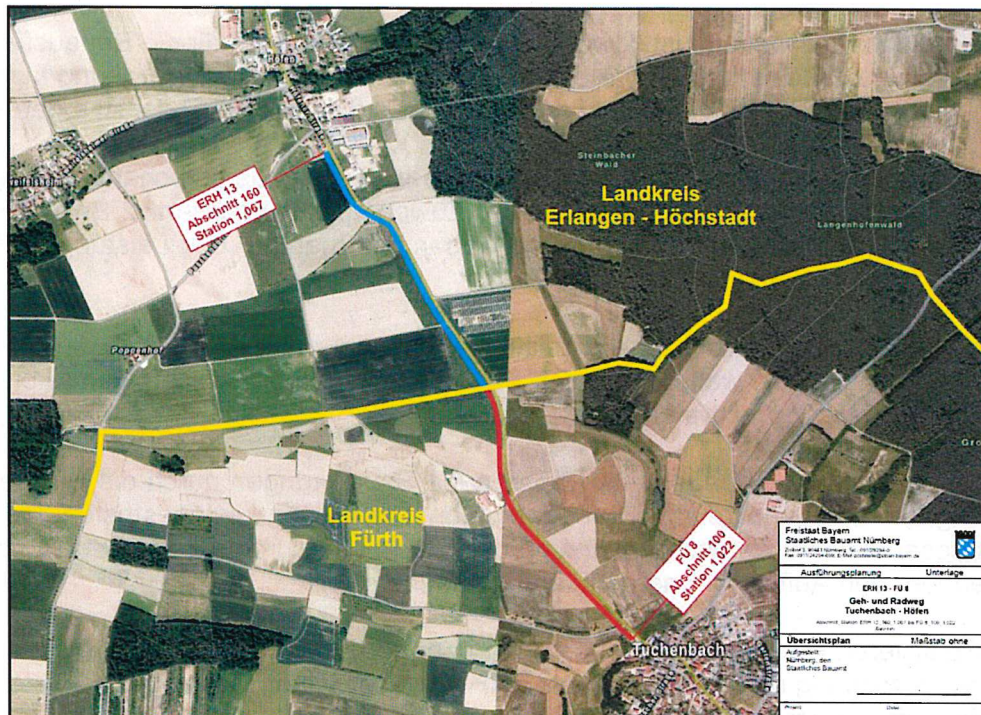 Höfen
Steinbacher
Wald
Landkreis
Erlangen - Höchstadt
Langenhofenwald
ERH 13
Abschnitt 160
Station 1,067
Poppenhof
Landkreis
Fürth
FÜ 8
Abschnitt 100
Station 1,022
Tuchenbach
Freistaat Bayern
Staatliches Bauamt Nürnberg
Ausführungsplanung Unterlage
ERH 13 - FÜ 8
Geh- und Radweg
Tuchenbach - Höfen
Übersichtsplan Maßstab ohne
Aufgestellt:
Nürnberg, den
Staatliches Bauamt